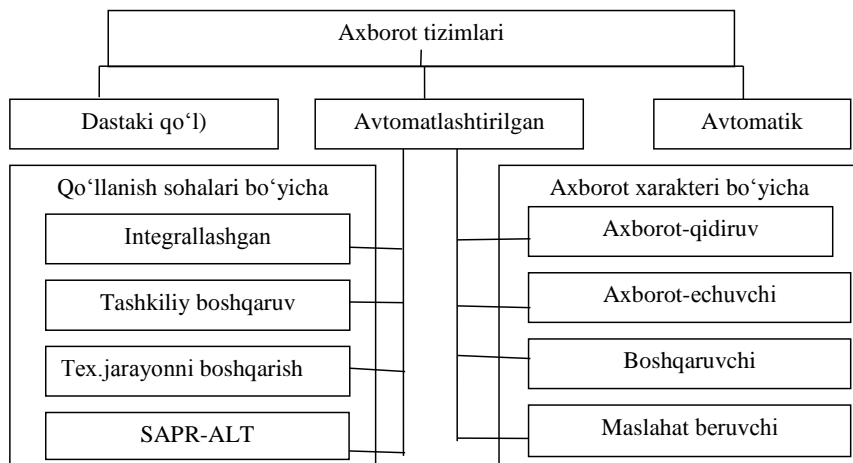 Axborot tizimlari
Dastaki qo‘l)
Avtomatlashtirilgan
Avtomatik
Qo‘llanish sohalari bo‘yicha
Integrallashgan
Tashkiliy boshqaruv
Tex.jarayonni boshqarish
SAPR-ALT
Axborot xarakteri bo‘yicha
Axborot-qidiruv
Axborot-echuvchi
Boshqaruvchi
Maslahat beruvchi